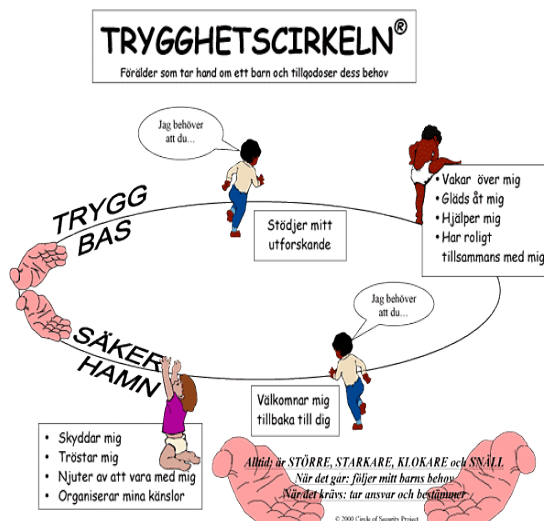 TRYGGHETSCIRKELN®
Förälder som tar hand om ett barn och tillgodoser dess behov
Jag behöver
att du...
• Vakar över mig
• Gläds åt mig
• Hjälper mig
• Har roligt
tillsammans med mig
TRYGG
BAS
Stödjer mitt
utforskande
Jag behöver
att du...
SÄKER
HAMN
Välkomnar mig
tillbaka till dig
• Skyddar mig
• Tröstar mig
• Njuter av att vara med mig
• Organiserar mina känslor
Alltid; är STÖRRE, STARKARE, KLOKARE och SNÄLL
När det går: följer mitt barns behov
När det krävs: tar ansvar och bestämmer
© 2000 Circle of Security Project